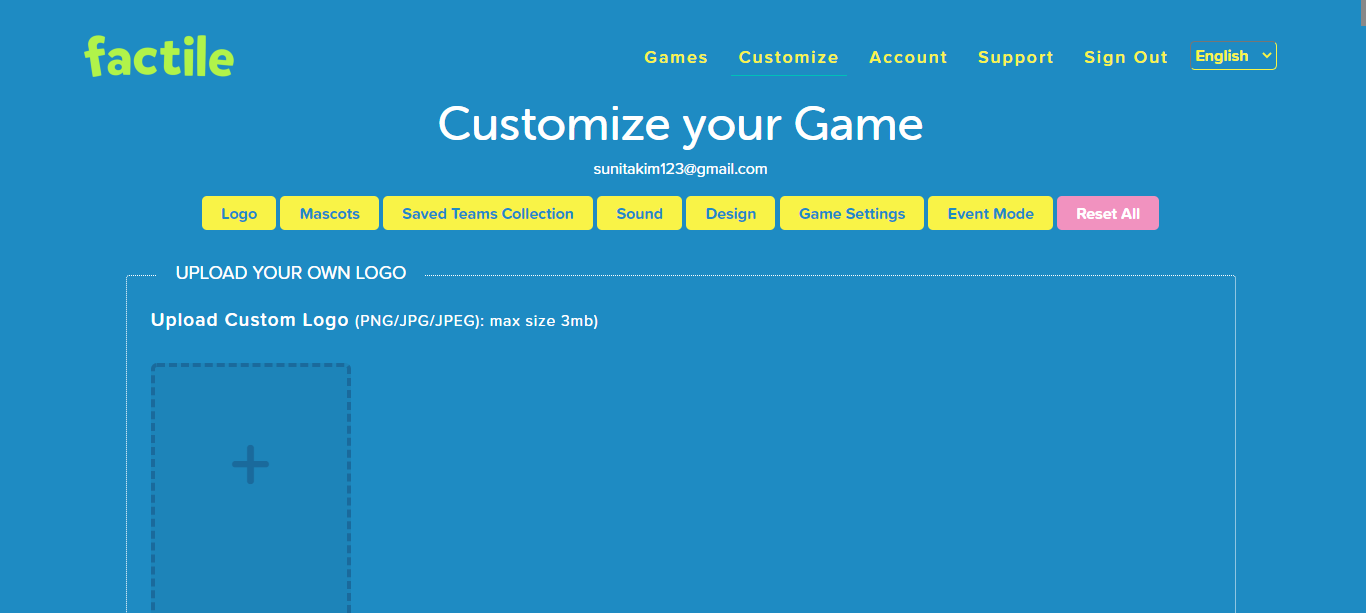 factile
Games Customize Account Support Sign Out English
Customize your Game
sunitakim123@gmail.com
Logo Mascots Saved Teams Collection Sound Design Game Settings Event Mode Reset All
UPLOAD YOUR OWN LOGO
Upload Custom Logo (PNG/JPG/JPEG): max size 3mb)